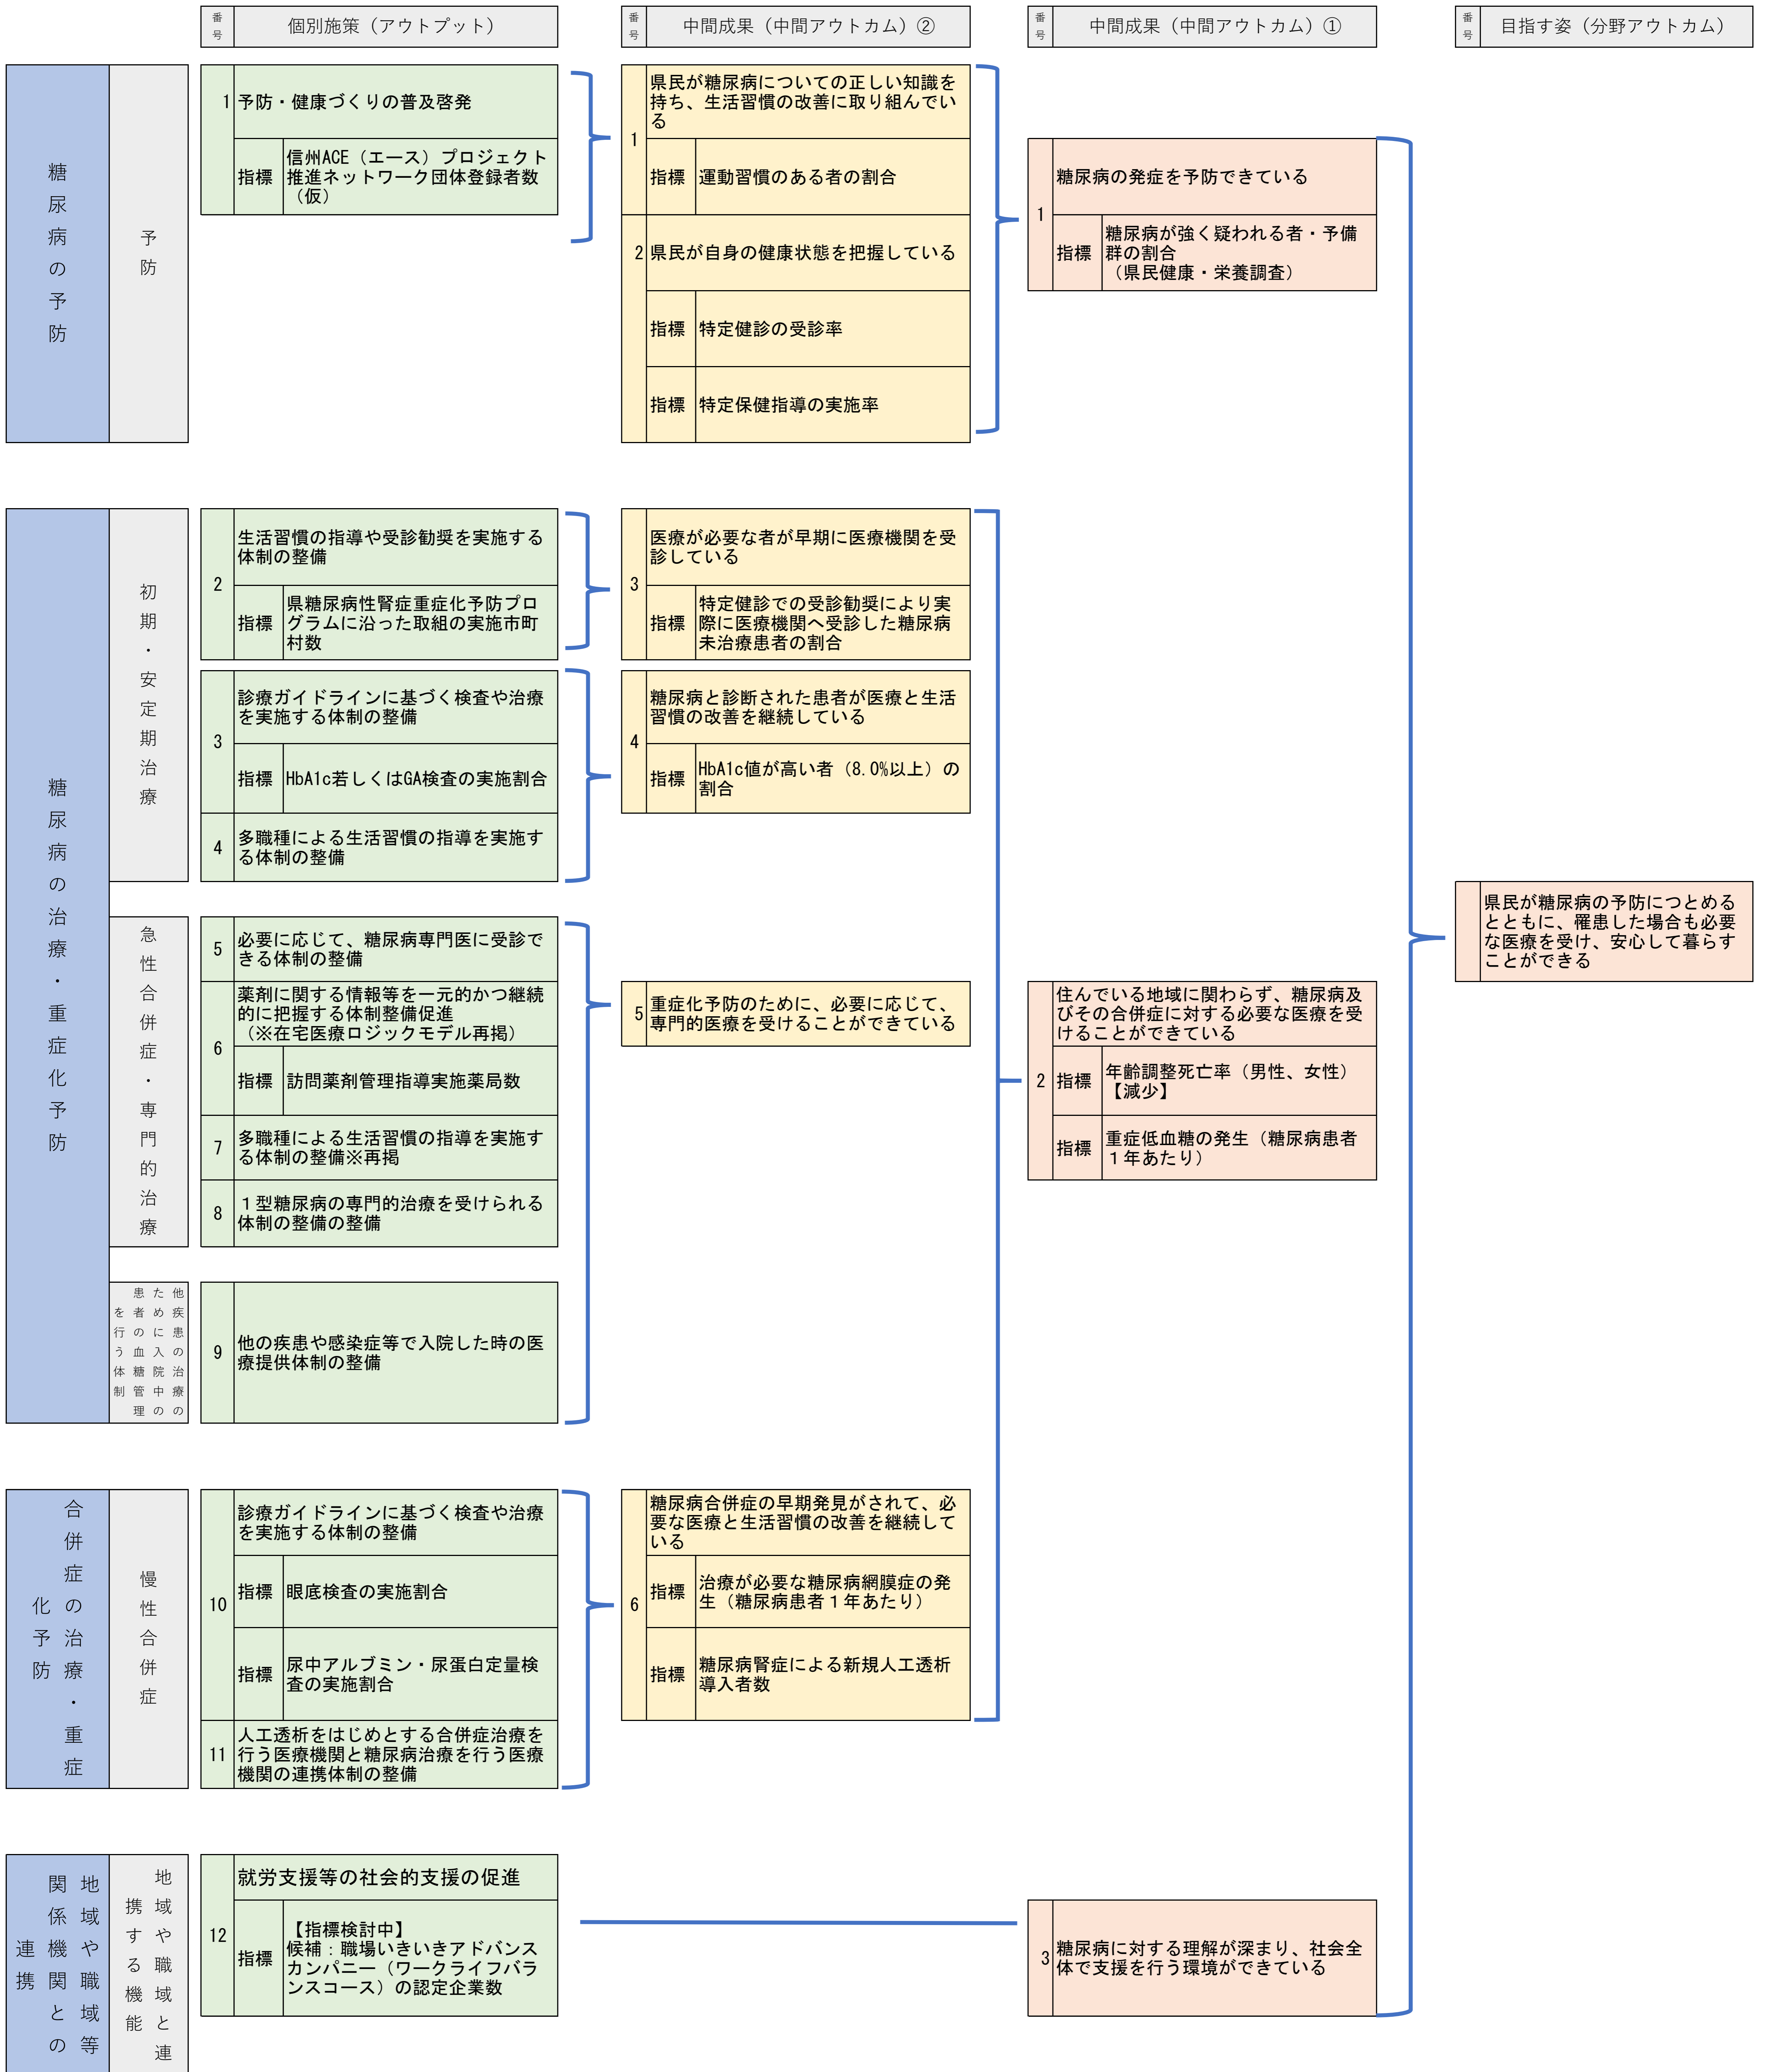 番号
個別施策（アウトプット）
番号
中間成果（中間アウトカム）②
番号
中間成果（中間アウトカム）①
番号
目指す姿（分野アウトカム）
糖尿病の予防
予防
1
予防・健康づくりの普及啓発
指標
信州ACE（エース）プロジェクト
推進ネットワーク団体登録者数
（仮）
1
県民が糖尿病についての正しい知識を
持ち、生活習慣の改善に取り組んでい
る
指標
運動習慣のある者の割合
2
県民が自身の健康状態を把握している
指標
特定健診の受診率
指標
特定保健指導の実施率
1
糖尿病の発症を予防できている
指標
糖尿病が強く疑われる者・予備
群の割合
（県民健康・栄養調査）
糖尿病の治療・重症化予防
初期・安定期治療
2
生活習慣の指導や受診勧奨を実施する
体制の整備
指標
県糖尿病性腎症重症化予防プロ
グラムに沿った取組の実施市町
村数
3
医療が必要な者が早期に医療機関を受
診している
指標
特定健診での受診勧奨により実
際に医療機関へ受診した糖尿病
未治療患者の割合
3
診療ガイドラインに基づく検査や治療
を実施する体制の整備
指標
HbA1c若しくはGA検査の実施割合
4
多職種による生活習慣の指導を実施す
る体制の整備
4
糖尿病と診断された患者が医療と生活
習慣の改善を継続している
指標
HbA1c値が高い者（8.0%以上）の
割合
急性合併症・専門的治療
5
必要に応じて、糖尿病専門医に受診で
きる体制の整備
6
薬剤に関する情報等を一元的かつ継続
的に把握する体制整備促進
（※在宅医療ロジックモデル再掲）
指標
訪問薬剤管理指導実施薬局数
7
多職種による生活習慣の指導を実施す
る体制の整備※再掲
8
１型糖尿病の専門的治療を受けられる
体制の整備の整備
5
重症化予防のために、必要に応じて、
専門的医療を受けることができている
2
住んでいる地域に関わらず、糖尿病及
びその合併症に対する必要な医療を受
けることができている
指標
年齢調整死亡率（男性、女性）
【減少】
指標
重症低血糖の発生（糖尿病患者
１年あたり）
県民が糖尿病の予防につとめる
とともに、罹患した場合も必要
な医療を受け、安心して暮らす
ことができる
他疾患の治療の
ために入院中の
患者の血糖管理
を行う体制
9
他の疾患や感染症等で入院した時の医
療提供体制の整備
合併症の治療・重症
化予防
慢性合併症
10
診療ガイドラインに基づく検査や治療
を実施する体制の整備
指標
眼底検査の実施割合
指標
尿中アルブミン・尿蛋白定量検
査の実施割合
11
人工透析をはじめとする合併症治療を
行う医療機関と糖尿病治療を行う医療
機関の連携体制の整備
6
糖尿病合併症の早期発見がされて、必
要な医療と生活習慣の改善を継続して
いる
指標
治療が必要な糖尿病網膜症の発
生（糖尿病患者１年あたり）
指標
糖尿病腎症による新規人工透析
導入者数
地域や職域等
関係機関との
連携
地域や職域と連
携する機能
12
就労支援等の社会的支援の促進
指標
【指標検討中】
候補：職場いきいきアドバンス
カンパニー（ワークライフバラ
ンスコース）の認定企業数
3
糖尿病に対する理解が深まり、社会全
体で支援を行う環境ができている